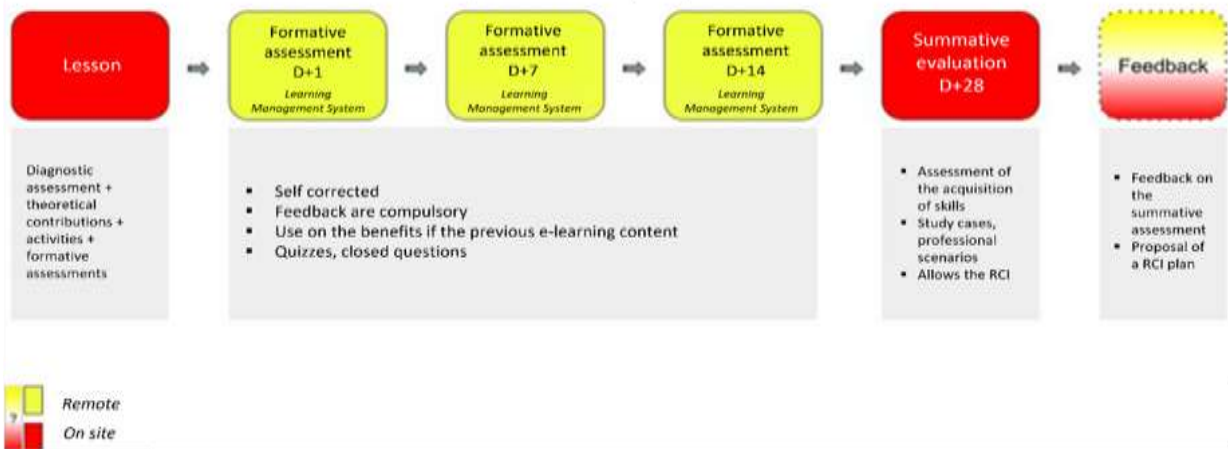 Lesson
Formative
assessment
D+1
Learning
Management System
Formative
assessment
D+7
Learning
Management System
Formative
assessment
D+14
Learning
Management System
Summative
evaluation
D+28
Feedback
Diagnostic
assessment +
theoretical
contributions +
activities +
formative
assessments
▪ Self corrected
▪ Feedback are compulsory
▪ Use on the benefits if the previous e-learning content
▪ Quizzes, closed questions
▪ Assessment of
the acquisition
of skills
▪ Study cases,
professional
scenarios
▪ Allows the RCI
▪ Feedback on
the
summative
assessment
▪ Proposal of
a RCI plan
?
Remote
On site